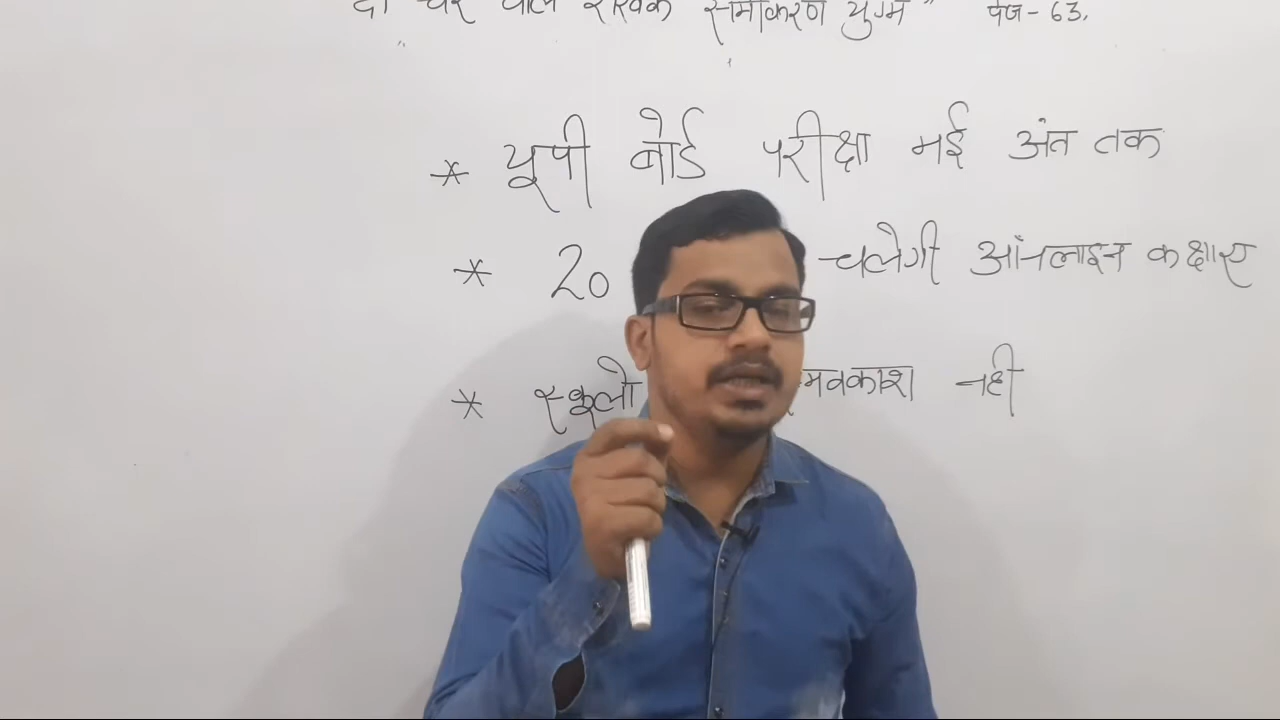 दो चर वाले रैखिक समीकरण युग्म" पेज-63.
* यूपी बोर्ड परीक्षा मई अंत तक
* 20 चलेगी ऑनलाइन कक्षाए
* स्कूलो अवकाश नही